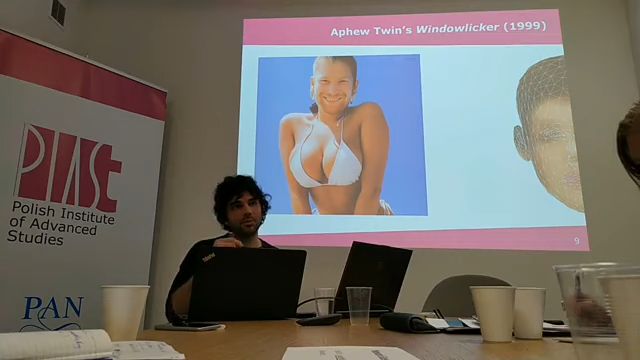 Aphew Twin's Windowlicker (1999)
PIASt
Polish Institute
of Advanced
Studies
PAN
9